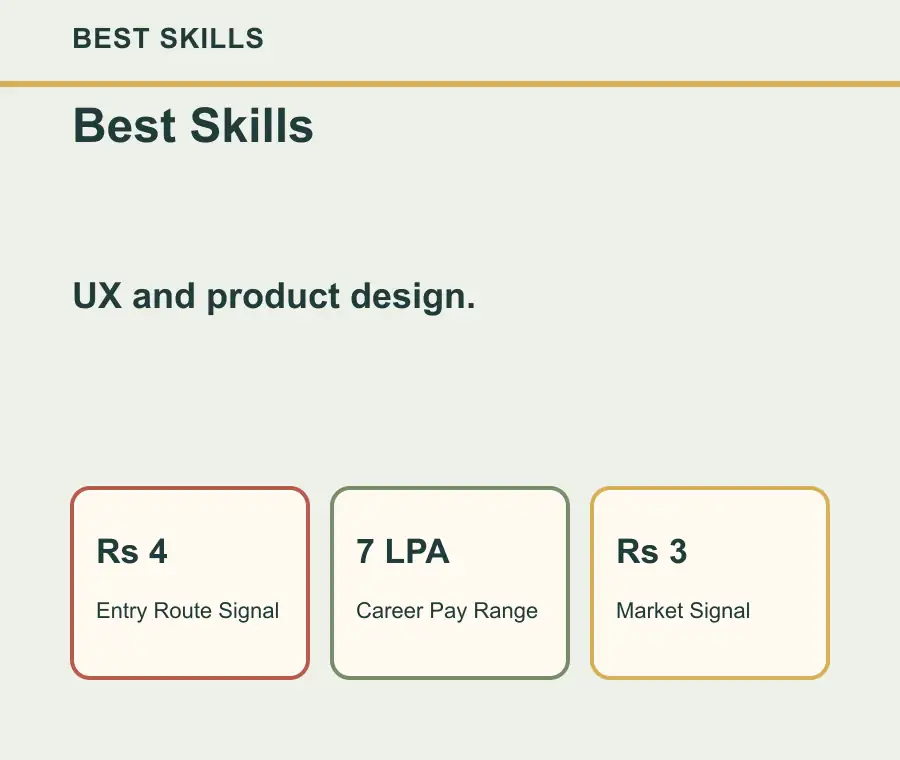 BEST SKILLS
Best Skills
UX and product design.
Rs 4
Entry Route Signal
7 LPA
Career Pay Range
Rs 3
Market Signal